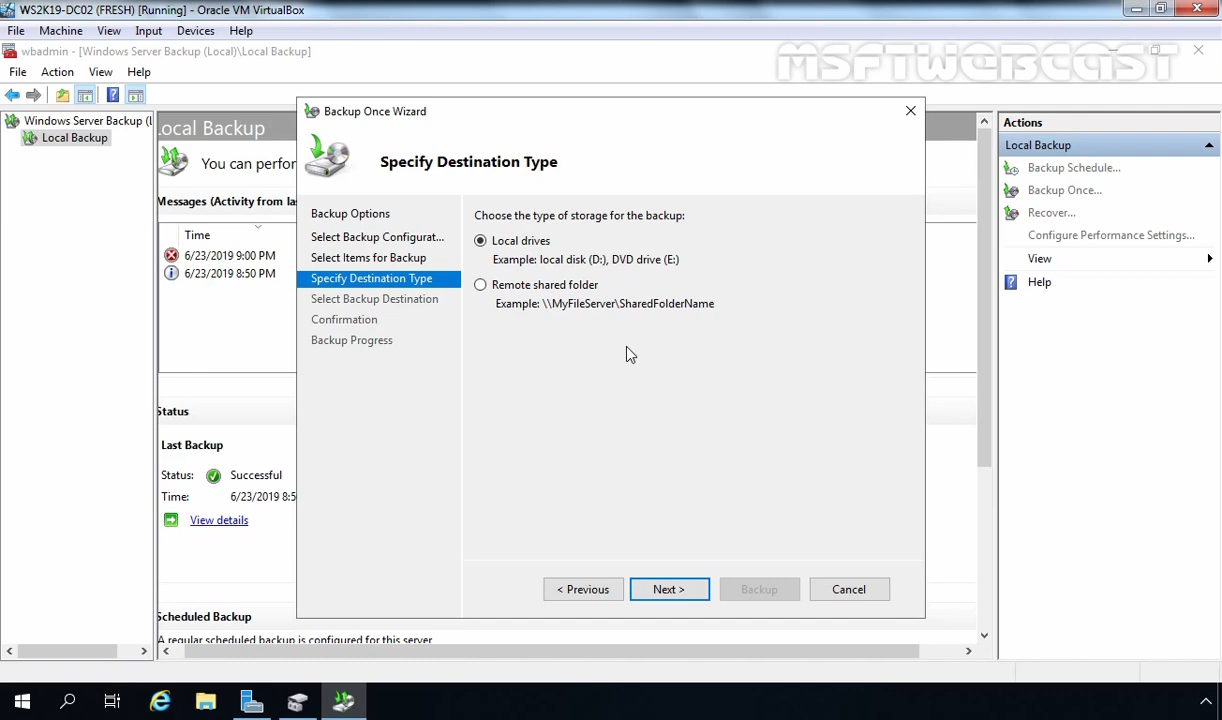 WS2K19-DC02 (FRESH) [Running] - Oracle VM VirtualBox
File Machine View Input Devices Help
wbadmin - [Windows Server Backup (Local)\Local Backup]
MSFTWEBCAST
File Action View Help
Windows Server Backup (L
Local Backup
ocal Backup
You can perfor
Messages (Activity from las
Time
6/23/2019 9:00 PM
6/23/2019 8:50 PM
Status
Last Backup
Status: Successful
Time: 6/23/2019 8:5
View details
Scheduled Backup
A regular scheduled backup is configured for this server
Backup Once Wizard
Specify Destination Type
Backup Options
Select Backup Configurat...
Select Items for Backup
Specify Destination Type
Select Backup Destination
Confirmation
Backup Progress
Choose the type of storage for the backup:
Local drives
Example: local disk (D:), DVD drive (E:)
Remote shared folder
Example: \\MyFileServer\SharedFolderName
< Previous Next > Backup Cancel
Actions
Local Backup
Backup Schedule...
Backup Once...
Recover...
Configure Performance Settings...
View
Help